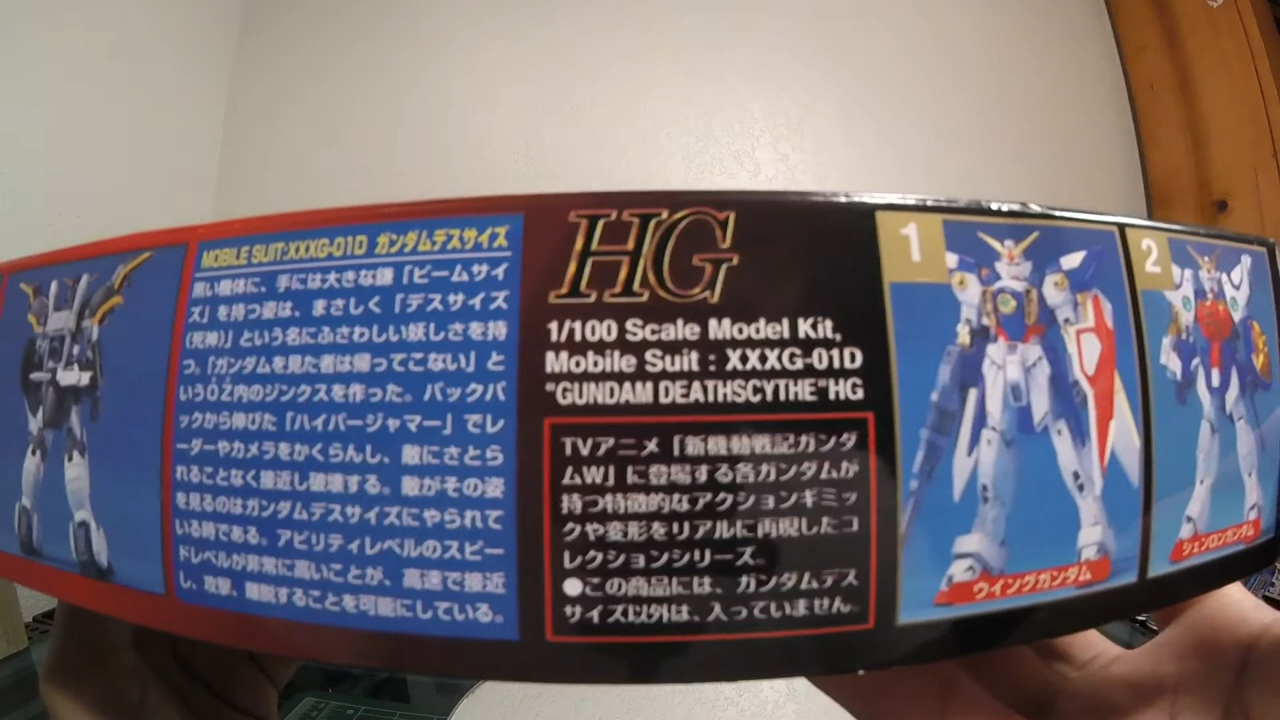 MOBILE SUIT:XXXG-01D ガンダムデスサイズ
黒い機体に、手には大きな鎌「ビームサイ
ズ」を持つ姿は、まさしく「デスサイズ
(死神)」という名にふさわしい妖しさを持
つ。「ガンダムを見た者は帰ってこない」と
いうOZ内のジンクスを作った。バックパ
ックから伸びた「ハイパージャマー」でレ
ーダーやカメラをかくらんし、敵にさとら
れることなく接近し破壊する。敵がその姿
を見るのはガンダムデスサイズにやられて
いる時である。アビリティレベルのスピー
ドレベルが非常に高いことが、高速で接近
し、攻撃、離脱することを可能にしている。
HG
1/100 Scale Model Kit,
Mobile Suit : XXXG-01D
"GUNDAM DEATHSCYTHE"HG
TVアニメ「新機動戦記ガンダ
ムW」に登場する各ガンダムが
持つ特徴的なアクションギミッ
クや変形をリアルに再現したコ
レクションシリーズ。
●この商品には、ガンダムデス
サイズ以外は、入っていません。
1
ウイングガンダム
2
シェンロンガンダム